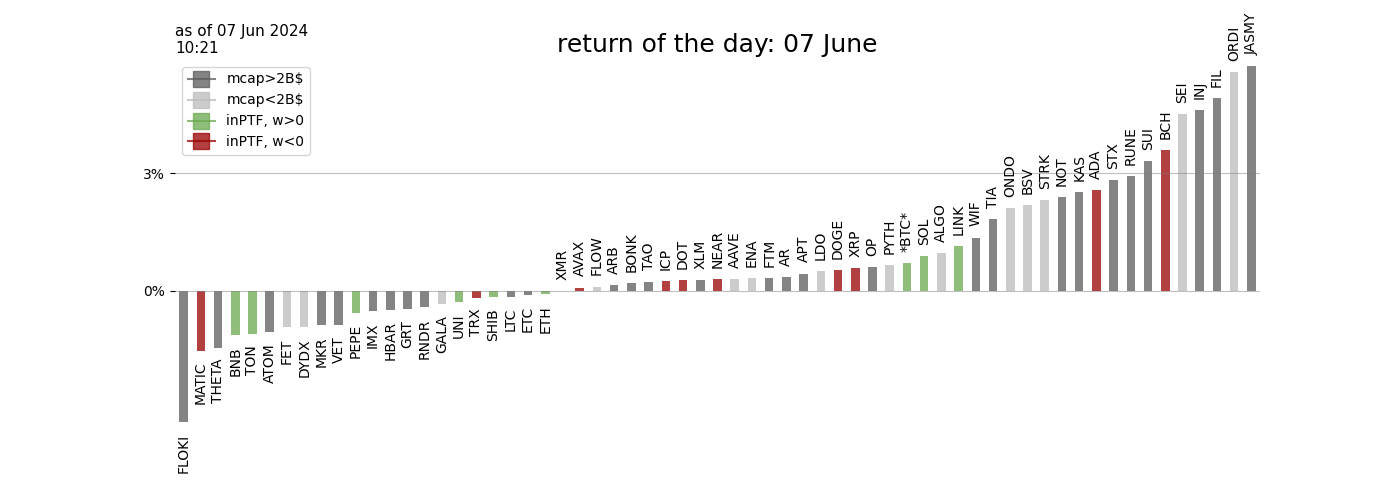 as of 07 Jun 2024
10:21
return of the day: 07 June
mcap>2B$
mcap<2B$
inPTF, w>0
inPTF, w<0
3%
0%
FLOKI
MATIC
THETA
BNB
TON
ATOM
FET
DYDX
MKR
VET
PEPE
IMX
HBAR
GRT
RNDR
GALA
UNI
TRX
SHIB
LTC
ETC
ETH
XMR
AVAX
FLOW
ARB
BONK
TAO
ICP
DOT
XLM
NEAR
AAVE
ENA
FTM
AR
APT
LDO
DOGE
XRP
OP
PYTH
*BTC*
SOL
ALGO
LINK
WIF
TIA
ONDO
BSV
STRK
NOT
KAS
ADA
STX
RUNE
SUI
BCH
SEI
INJ
FIL
ORDI
JASMY